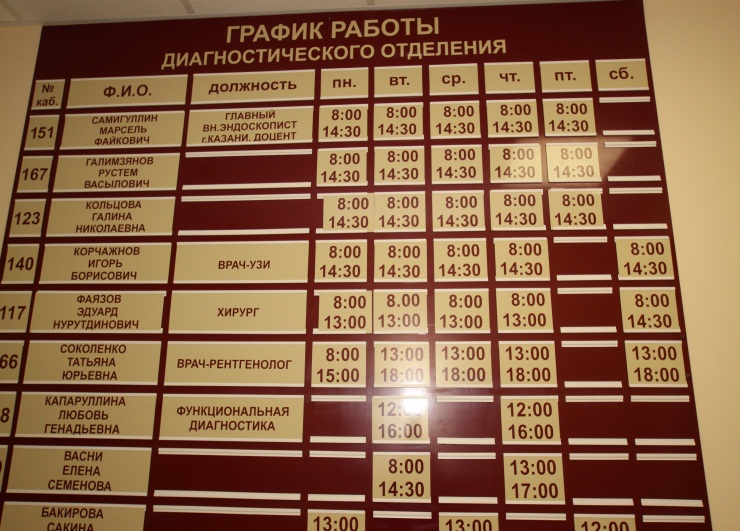 ГРАФИК РАБОТЫ
ДИАГНОСТИЧЕСКОГО ОТДЕЛЕНИЯ
№ каб. Ф.И.О. ДОЛЖНОСТЬ ПН. ВТ. СР. ЧТ. ПТ. СБ.
151
САМИГУЛЛИН
МАРСЕЛЬ
ФАЙКОВИЧ
ГЛАВНЫЙ
ВН.ЭНДОСКОПИСТ
г.КАЗАНИ. ДОЦЕНТ
8:00 8:00 8:00 8:00 8:00
14:30 14:30 14:30 14:30 14:30
167
ГАЛИМЗЯНОВ
РУСТЕМ
ВАСЫЛОВИЧ
8:00 8:00 8:00 8:00 8:00
14:30 14:30 14:30 14:30 14:30
123
КОЛЬЦОВА
ГАЛИНА
НИКОЛАЕВНА
8:00 8:00 8:00 8:00 8:00
14:30 14:30 14:30 14:30 14:30
140
КОРЧАЖНОВ
ИГОРЬ
БОРИСОВИЧ
ВРАЧ-УЗИ
8:00 8:00 8:00 8:00 8:00
14:30 14:30 14:30 14:30 14:30
117
ФАЯЗОВ
ЭДУАРД
НУРУТДИНОВИЧ
ХИРУРГ
8:00 8.00 8:00 8:00 8:00
13:00 13:00 13:00 13:00 14:30
66
СОКОЛЕНКО
ТАТЬЯНА
ЮРЬЕВНА
ВРАЧ-РЕНТГЕНОЛОГ
8:00 13:00 13:00 13:00 13:00
15:00 18:00 18:00 18:00 18:00
8
КАПАРУЛЛИНА
ЛЮБОВЬ
ГЕНАДЬЕВНА
ФУНКЦИОНАЛЬНАЯ
ДИАГНОСТИКА
12:00 12:00
16:00 16:00
ВАСНИ
ЕЛЕНА
СЕМЕНОВА
8:00 13:00
14:30 17:00
БАКИРОВА
САКИНА
13:00 13:00 12:00